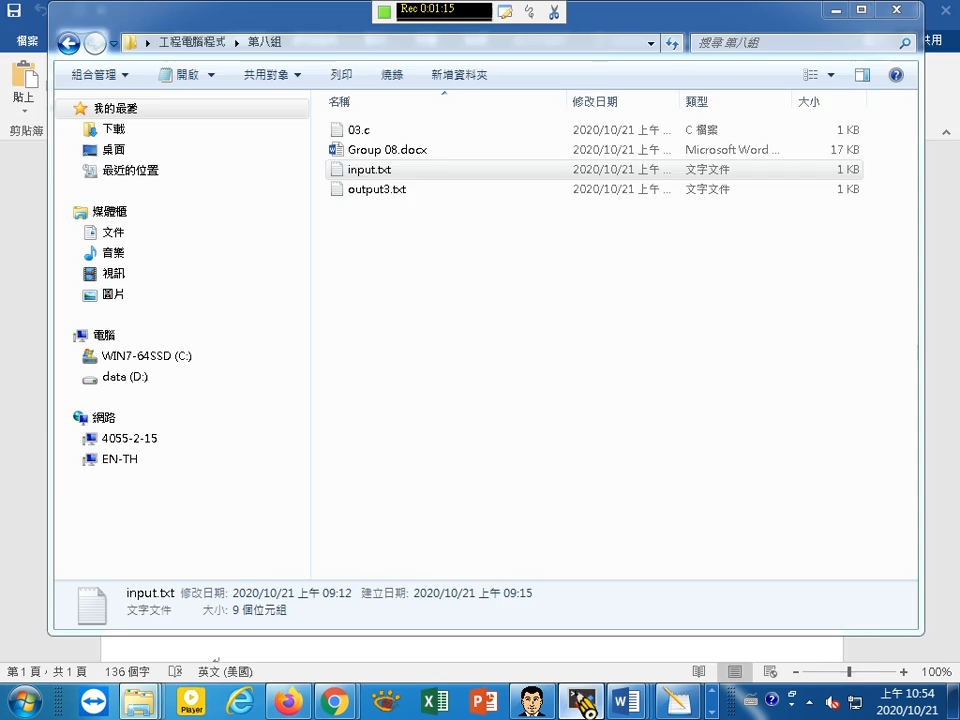 Rec 0:01:15
檔案
共用
工程電腦程式 第八組
搜尋 第八組
組合管理 開啟 共用對象 列印 燒錄 新增資料夾
貼上
剪貼簿
我的最愛
下載
桌面
最近的位置
媒體櫃
文件
音樂
視訊
圖片
電腦
WIN7-64SSD (C:)
data (D:)
網路
4055-2-15
EN-TH
名稱 修改日期 類型 大小
03.c 2020/10/21 上午 ... C 檔案 1 KB
Group 08.docx 2020/10/21 上午 ... Microsoft Word ... 17 KB
input.txt 2020/10/21 上午 ... 文字文件 1 KB
output3.txt 2020/10/21 上午 ... 文字文件 1 KB
input.txt 修改日期: 2020/10/21 上午 09:12 建立日期: 2020/10/21 上午 09:15
文字文件 大小: 9 個位元組
第 1 頁，共 1 頁 136 個字 英文 (美國) 100%
Player
上午 10:54
2020/10/21